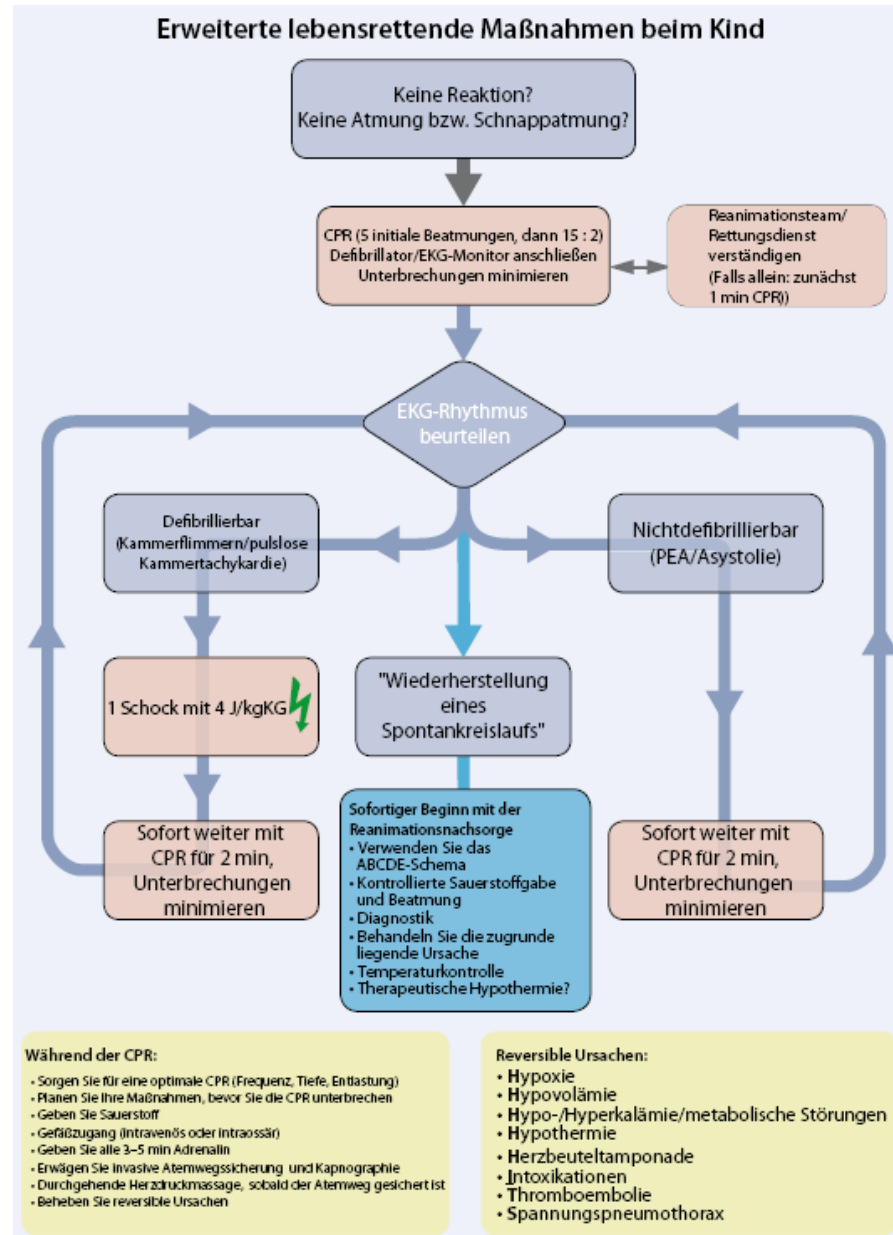 Erweiterte lebensrettende Maßnahmen beim Kind
Keine Reaktion?
Keine Atmung bzw. Schnappatmung?
CPR (5 initiale Beatmungen, dann 15 : 2)
Defibrillator/EKG-Monitor anschließen
Unterbrechungen minimieren
Reanimationsteam/
Rettungsdienst
verständigen
(Falls allein: zunächst
1 min CPR))
EKG-Rhythmus
beurteilen
Defibrillierbar
(Kammerflimmern/pulslose
Kammertachykardie)
Nichtdefibrillierbar
(PEA/Asystolie)
1 Schock mit 4 J/kgKG
"Wiederherstellung
eines
Spontankreislaufs"
Sofort weiter mit
CPR für 2 min,
Unterbrechungen
minimieren
Sofortiger Beginn mit der
Reanimationsnachsorge
• Verwenden Sie das
ABCDE-Schema
• Kontrollierte Sauerstoffgabe
und Beatmung
• Diagnostik
• Behandeln Sie die zugrunde
liegende Ursache
• Temperaturkontrolle
• Therapeutische Hypothermie?
Sofort weiter mit
CPR für 2 min,
Unterbrechungen
minimieren
Während der CPR:
• Sorgen Sie für eine optimale CPR (Frequenz, Tiefe, Entlastung)
• Planen Sie Ihre Maßnahmen, bevor Sie die CPR unterbrechen
• Geben Sie Sauerstoff
• Gefäßzugang (intravenös oder intraossär)
• Geben Sie alle 3–5 min Adrenalin
• Erwägen Sie invasive Atemwegssicherung und Kapnographie
• Durchgehende Herzdruckmassage, sobald der Atemweg gesichert ist
• Beheben Sie reversible Ursachen
Reversible Ursachen:
• Hypoxie
• Hypovolämie
• Hypo-/Hyperkalämie/metabolische Störungen
• Hypothermie
• Herzbeuteltamponade
• Intoxikationen
• Thromboembolie
• Spannungspneumothorax